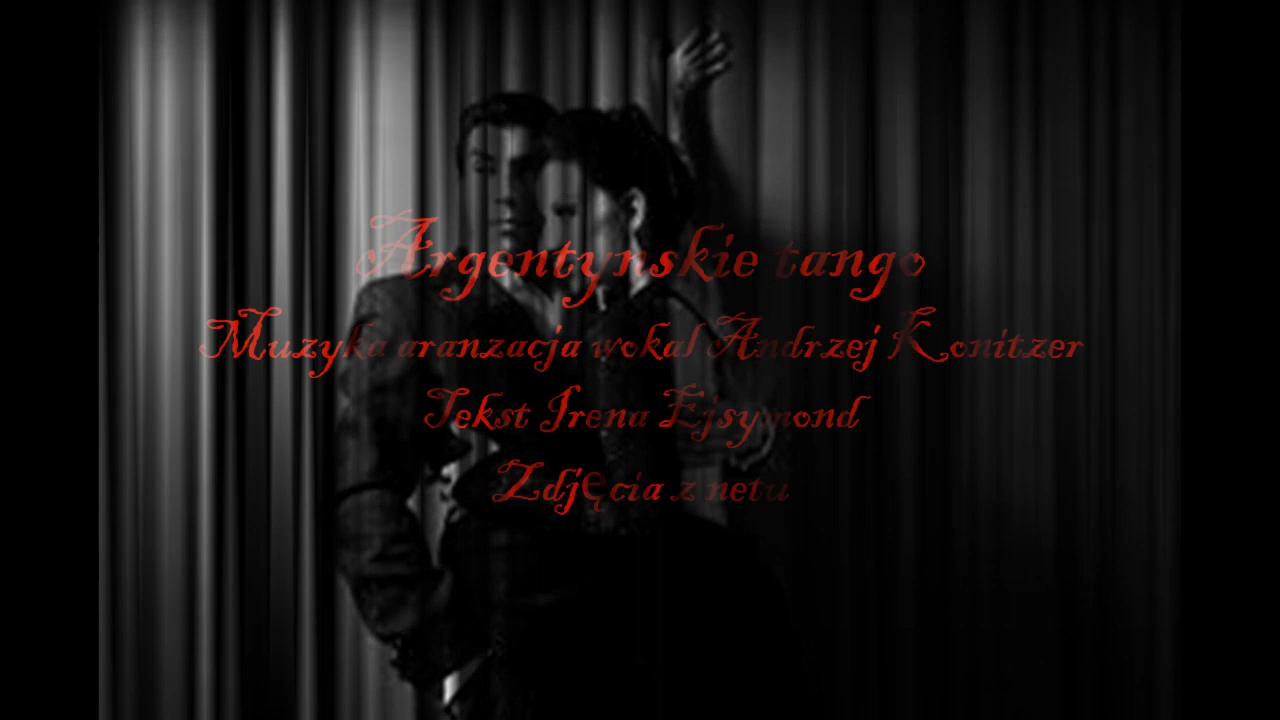 Argentynskie tango
Muzyka aranzacja wokal Andrzej Konitzer
Tekst Irena Ejsymond
Zdjęcia z netu